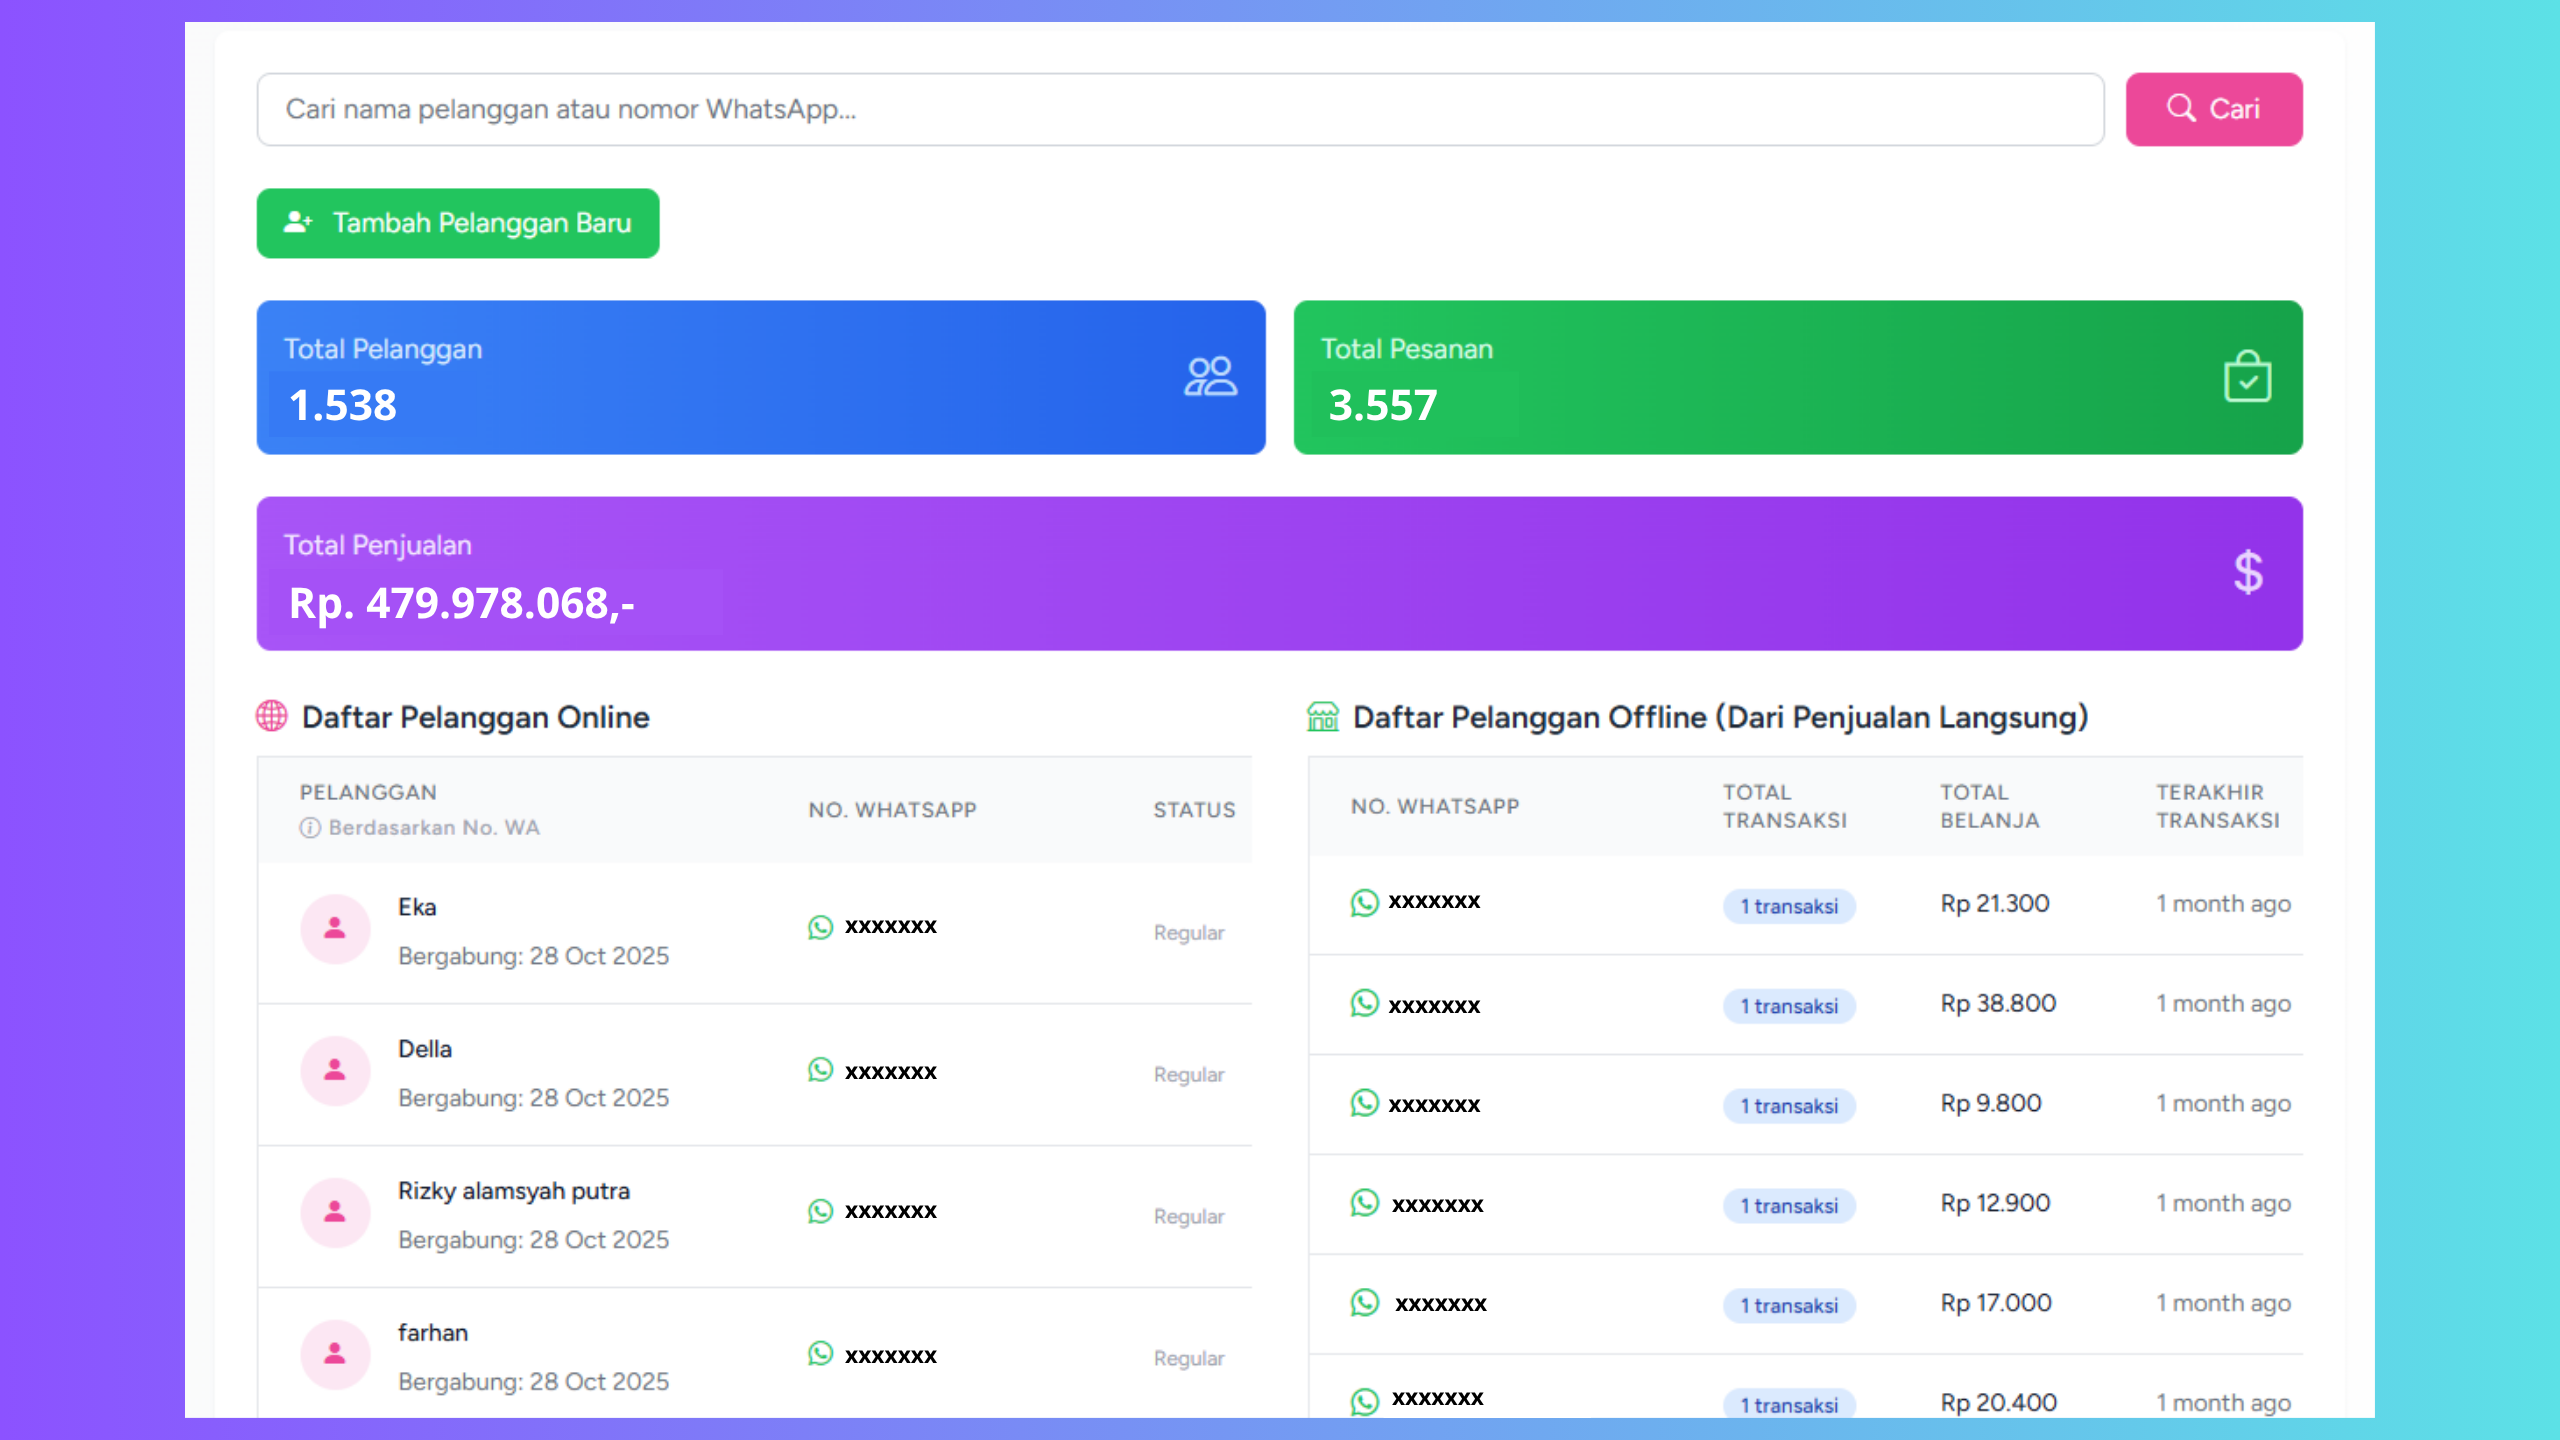 Cari nama pelanggan atau nomor WhatsApp...
Cari
Tambah Pelanggan Baru
Total Pelanggan
1.538
Total Pesanan
3.557
Total Penjualan
Rp. 479.978.068,-
$
Daftar Pelanggan Online
PELANGGAN
Berdasarkan No. WA
NO. WHATSAPP
STATUS
Eka
Bergabung: 28 Oct 2025
xxxxxxx
Regular
Della
Bergabung: 28 Oct 2025
xxxxxxx
Regular
Rizky alamsyah putra
Bergabung: 28 Oct 2025
xxxxxxx
Regular
farhan
Bergabung: 28 Oct 2025
xxxxxxx
Regular
Daftar Pelanggan Offline (Dari Penjualan Langsung)
NO. WHATSAPP
TOTAL
TRANSAKSI
TOTAL
BELANJA
TERAKHIR
TRANSAKSI
xxxxxxx 1 transaksi Rp 21.300 1 month ago
xxxxxxx 1 transaksi Rp 38.800 1 month ago
xxxxxxx 1 transaksi Rp 9.800 1 month ago
xxxxxxx 1 transaksi Rp 12.900 1 month ago
xxxxxxx 1 transaksi Rp 17.000 1 month ago
xxxxxxx 1 transaksi Rp 20.400 1 month ago